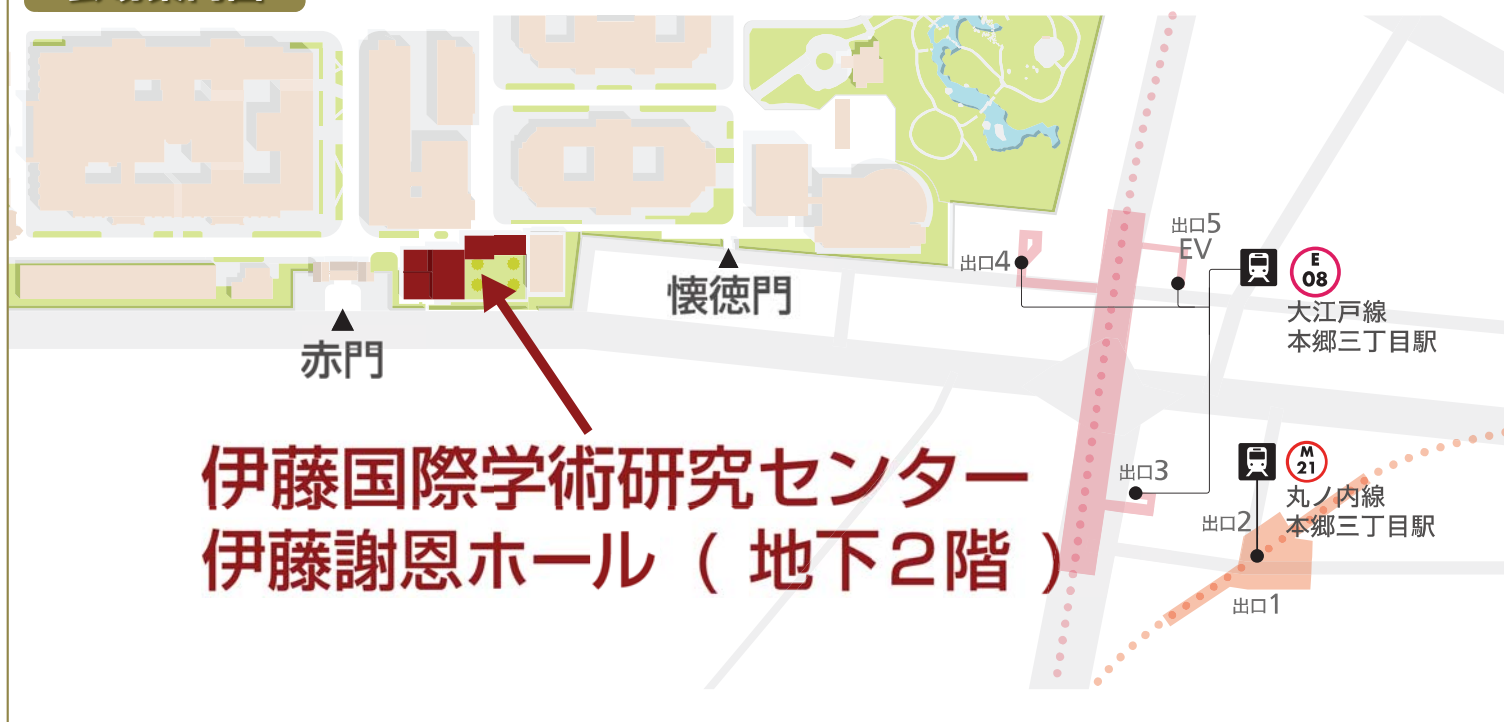 出口5
EV
出口4
E
08
大江戸線
本郷三丁目駅
懐徳門
赤門
伊藤国際学術研究センター
伊藤謝恩ホール ( 地下2階 )
出口3
M
21
丸ノ内線
本郷三丁目駅
出口2
出口1